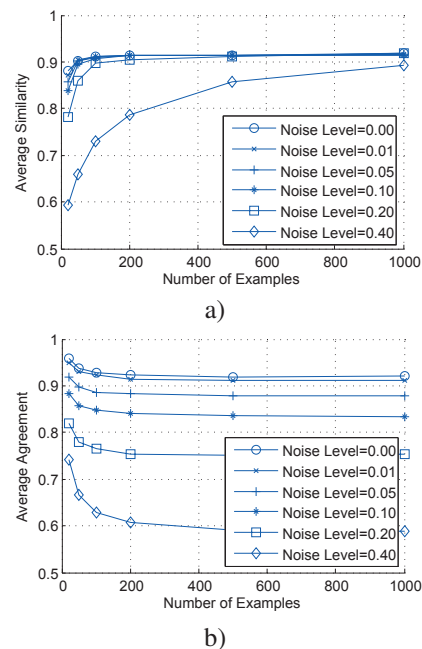 1
0.9
0.8
0.7
0.6
0.5
Average Similarity
Noise Level=0.00
Noise Level=0.01
Noise Level=0.05
Noise Level=0.10
Noise Level=0.20
Noise Level=0.40
0 200 400 600 800 1000
Number of Examples
a)
1
0.9
0.8
0.7
0.6
0.5
Average Agreement
Noise Level=0.00
Noise Level=0.01
Noise Level=0.05
Noise Level=0.10
Noise Level=0.20
Noise Level=0.40
0 200 400 600 800 1000
Number of Examples
b)